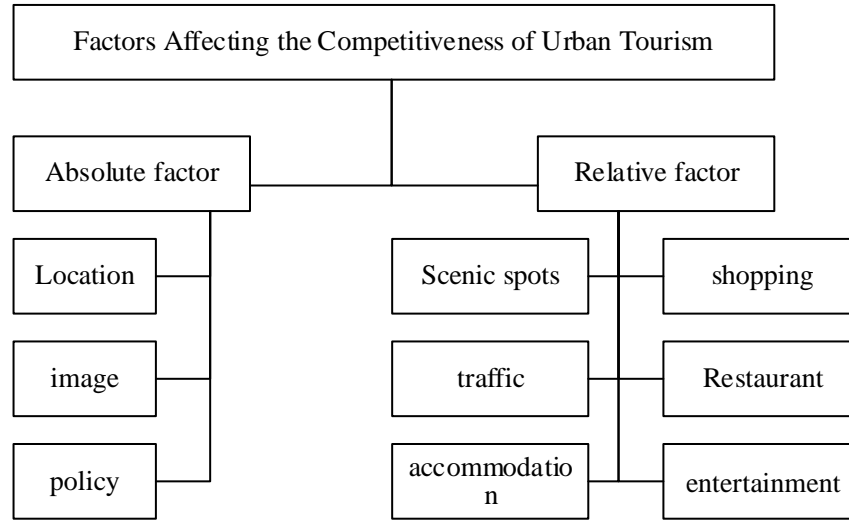 Factors Affecting the Competitiveness of Urban Tourism
Absolute factor
Relative factor
Location
Scenic spots
shopping
image
traffic
Restaurant
policy
accommodatio
n
entertainment